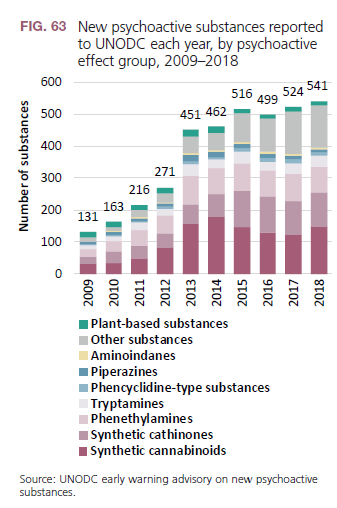 FIG. 63 New psychoactive substances reported
to UNODC each year, by psychoactive
effect group, 2009–2018
Number of substances
600
500
400
300
200
100
0
131
163
216
271
451
462
516
499
524
541
2009
2010
2011
2012
2013
2014
2015
2016
2017
2018
Plant-based substances
Other substances
Aminoindanes
Piperazines
Phencyclidine-type substances
Tryptamines
Phenethylamines
Synthetic cathinones
Synthetic cannabinoids
Source: UNODC early warning advisory on new psychoactive
substances.